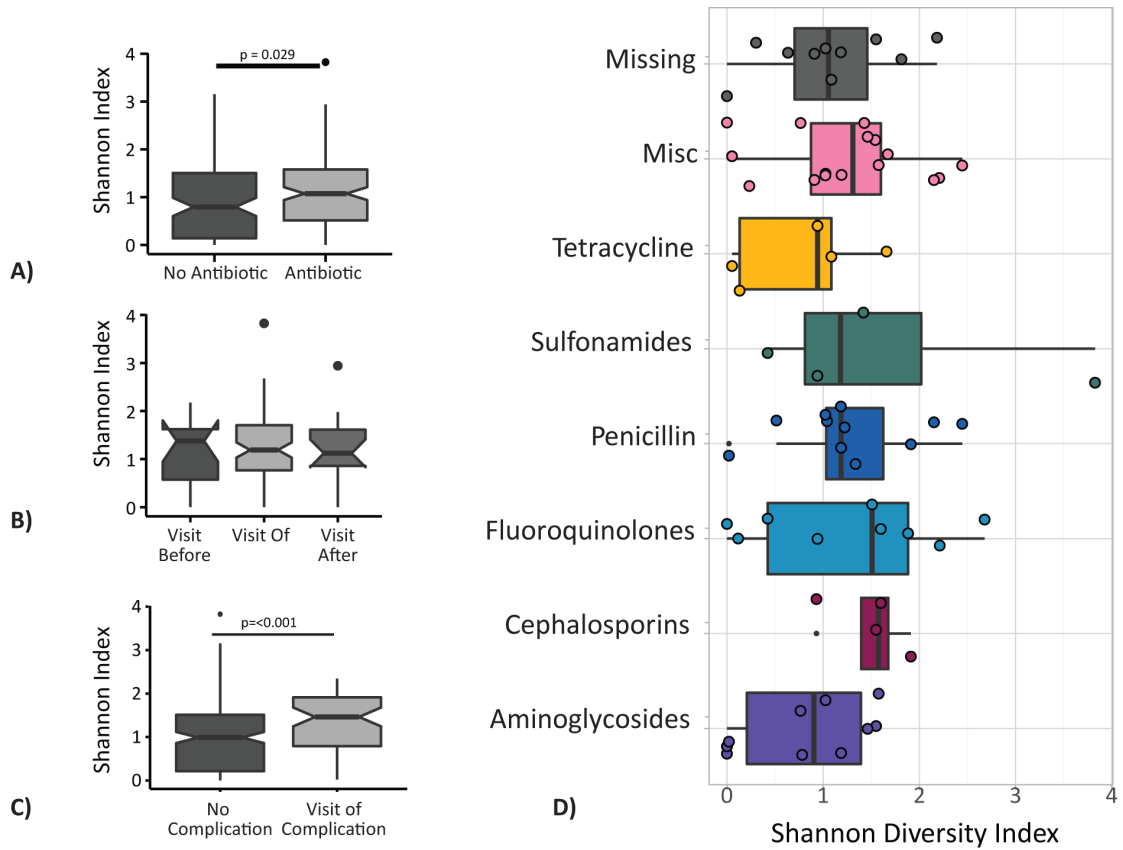 p = 0.029
Shannon Index
4
3
2
1
0
No Antibiotic
Antibiotic
A)
Shannon Index
4
3
2
1
0
Visit
Before
Visit Of
Visit
After
B)
p=<0.001
Shannon Index
4
3
2
1
0
No
Complication
Visit of
Complication
C)
Missing
Misc
Tetracycline
Sulfonamides
Penicillin
Fluoroquinolones
Cephalosporins
Aminoglycosides
0 1 2 3 4
Shannon Diversity Index
D)